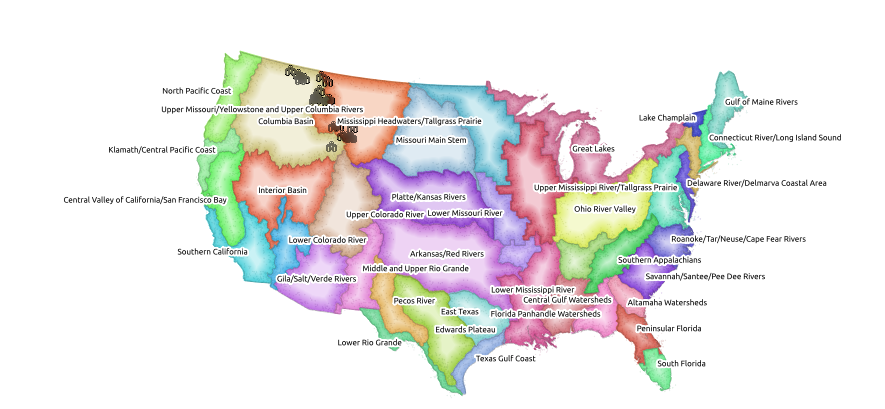 North Pacific Coast
Gulf of Maine Rivers
Upper Missouri/Yellowstone and Upper Columbia Rivers
Lake Champlain
Columbia Basin
Mississippi Headwaters/Tallgrass Prairie
Connecticut River/Long Island Sound
Missouri Main Stem
Klamath/Central Pacific Coast
Great Lakes
Delaware River/Delmarva Coastal Area
Interior Basin
Upper Mississippi River/Tallgrass Prairie
Central Valley of California/San Francisco Bay
Platte/Kansas Rivers
Ohio River Valley
Upper Colorado River
Lower Missouri River
Lower Colorado River
Roanoke/Tar/Neuse/Cape Fear Rivers
Southern California
Arkansas/Red Rivers
Southern Appalachians
Middle and Upper Rio Grande
Gila/Salt/Verde Rivers
Savannah/Santee/Pee Dee Rivers
Lower Mississippi River
Pecos River
Central Gulf Watersheds
Altamaha Watersheds
East Texas
Florida Panhandle Watersheds
Edwards Plateau
Peninsular Florida
Lower Rio Grande
Texas Gulf Coast
South Florida